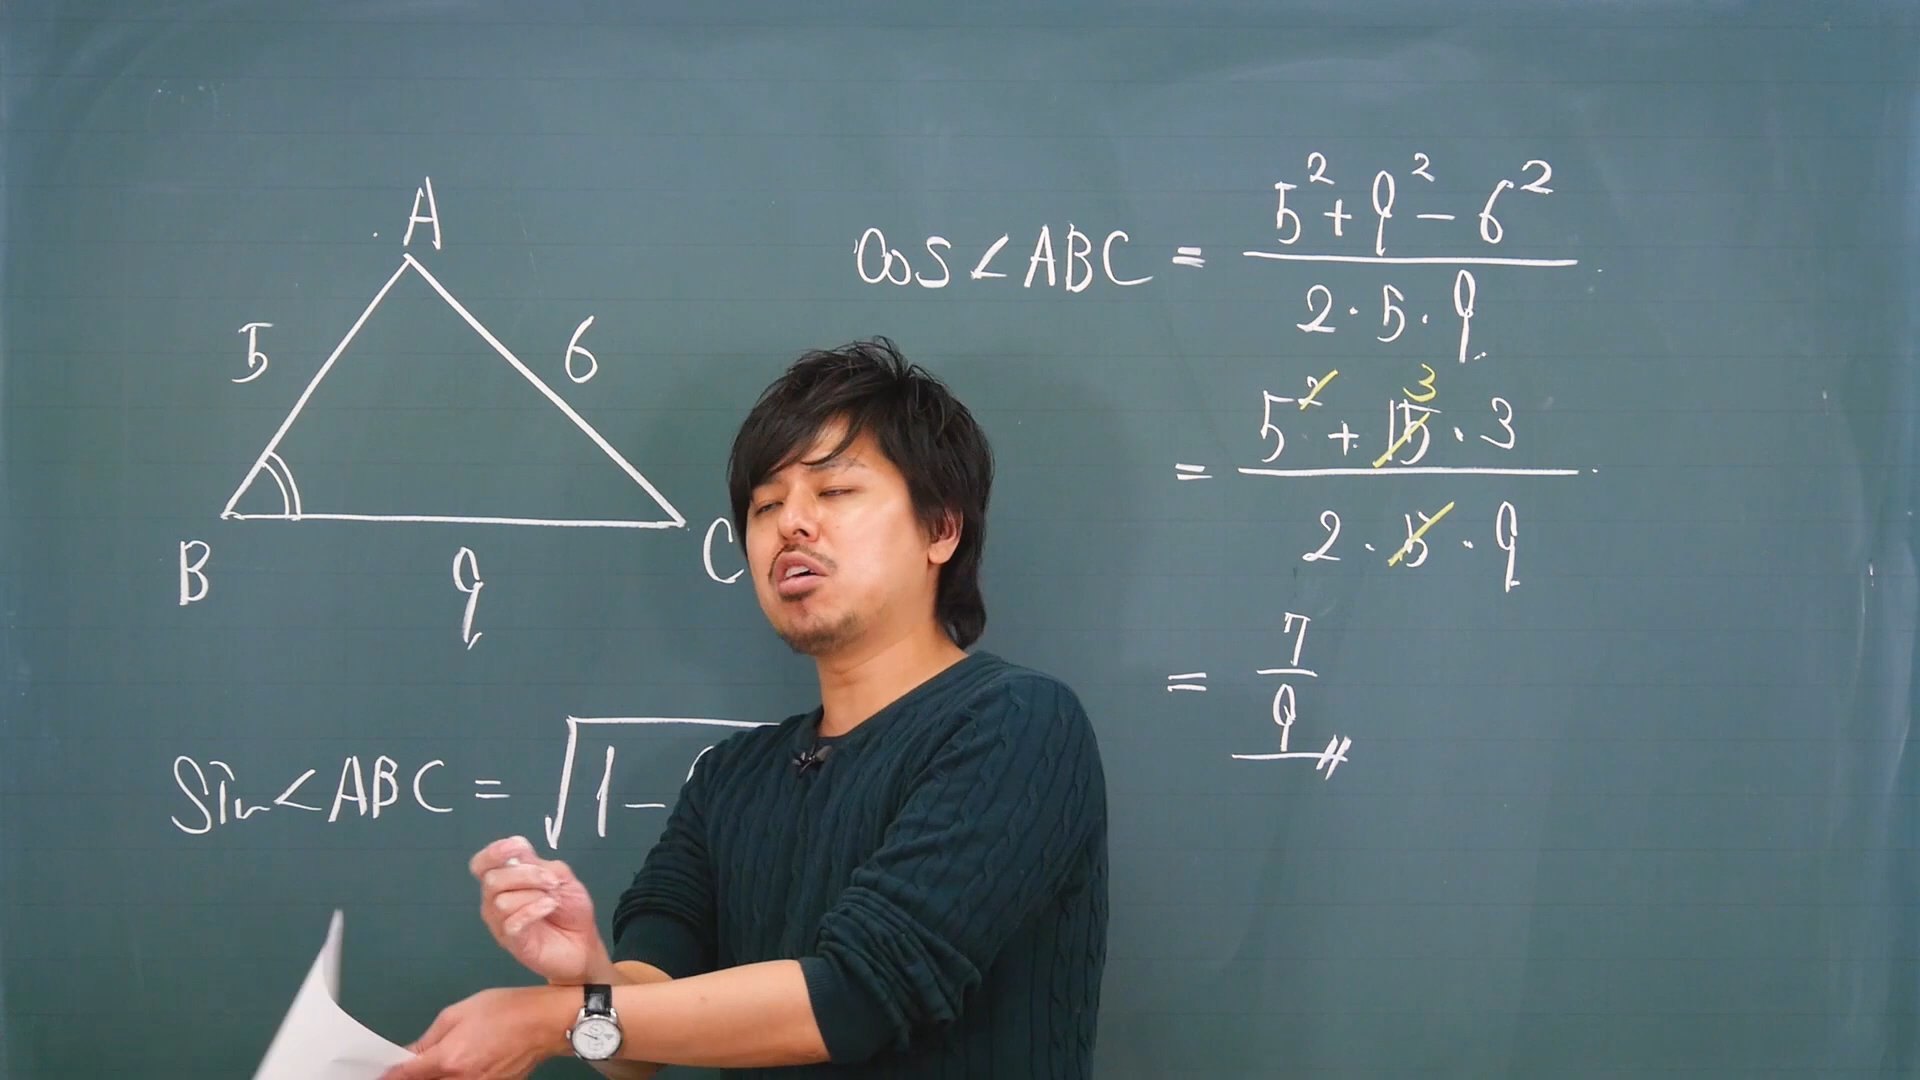 A
5
6
B
9
C
cos∠ABC = (5² + 9² - 6²) / (2・5・9)
= (5² + 15・3) / (2・5・9)
3
= 7/9
sin∠ABC = √1 -